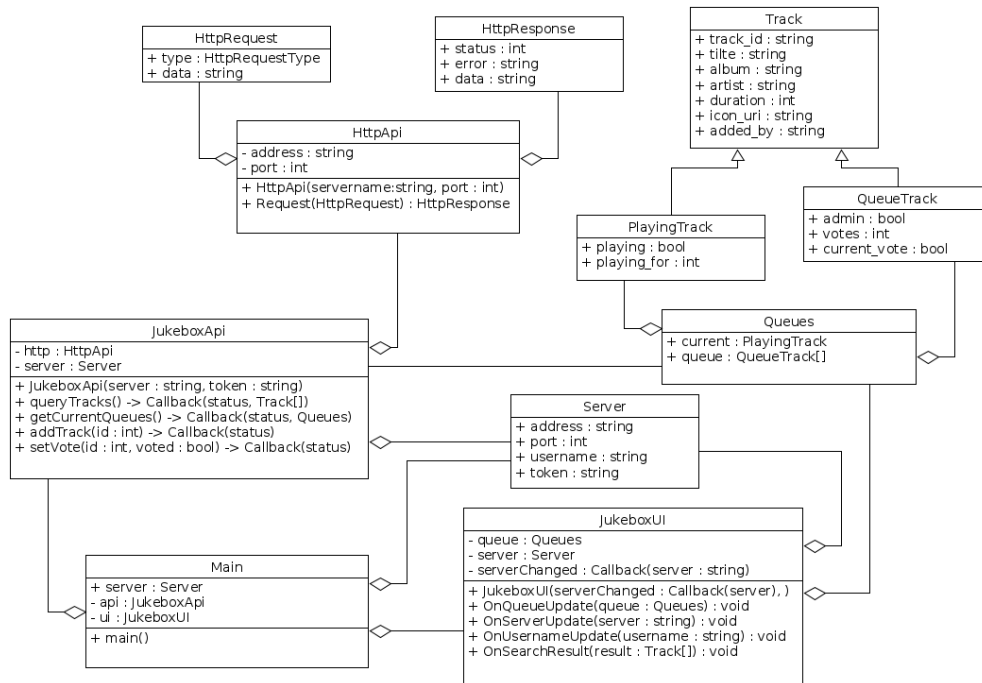 HttpRequest
+ type : HttpRequestType
+ data : string
HttpResponse
+ status : int
+ error : string
+ data : string
Track
+ track_id : string
+ tilte : string
+ album : string
+ artist : string
+ duration : int
+ icon_uri : string
+ added_by : string
HttpApi
- address : string
- port : int
+ HttpApi(servername:string, port : int)
+ Request(HttpRequest) : HttpResponse
PlayingTrack
+ playing : bool
+ playing_for : int
QueueTrack
+ admin : bool
+ votes : int
+ current_vote : bool
JukeboxApi
- http : HttpApi
- server : Server
+ JukeboxApi(server : string, token : string)
+ queryTracks() -> Callback(status, Track[])
+ getCurrentQueues() -> Callback(status, Queues)
+ addTrack(id : int) -> Callback(status)
+ setVote(id : int, voted : bool) -> Callback(status)
Queues
+ current : PlayingTrack
+ queue : QueueTrack[]
Server
+ address : string
+ port : int
+ username : string
+ token : string
Main
+ server : Server
- api : JukeboxApi
- ui : JukeboxUI
+ main()
JukeboxUI
- queue : Queues
- server : Server
- serverChanged : Callback(server : string)
+ JukeboxUI(serverChanged : Callback(server), )
+ OnQueueUpdate(queue : Queues) : void
+ OnServerUpdate(server : string) : void
+ OnUsernameUpdate(username : string) : void
+ OnSearchResult(result : Track[]) : void